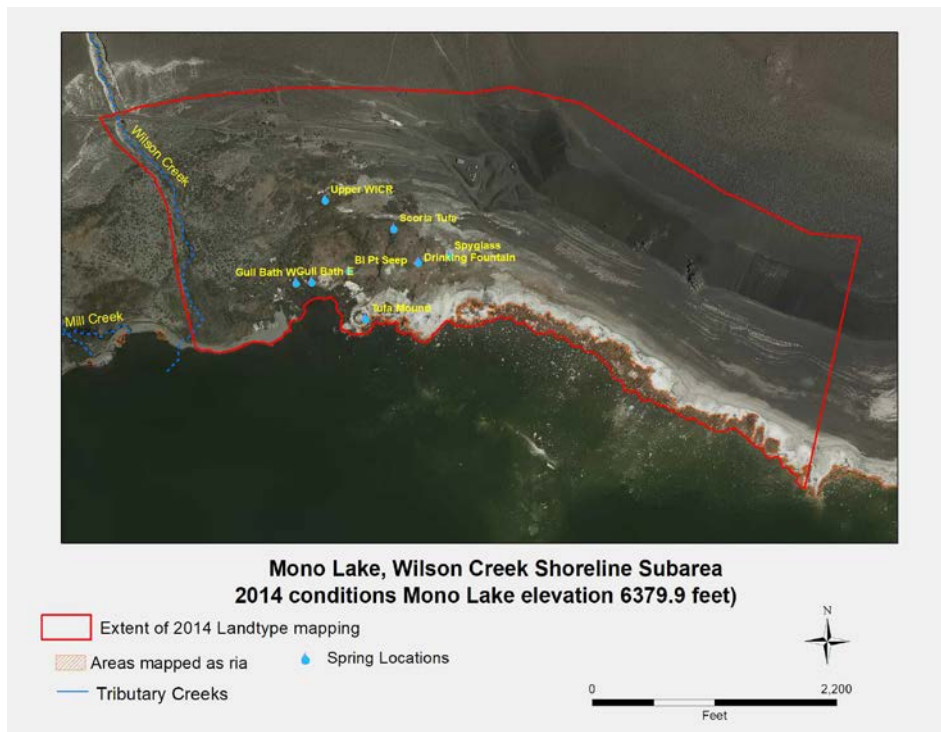 Wilson Creek
Upper WICR
Scoria Tufa
Spyglass
Bl Pt Seep
Drinking Fountain
Gull Bath W
Gull Bath E
Tufa Mound
Mill Creek
Mono Lake, Wilson Creek Shoreline Subarea
2014 conditions Mono Lake elevation 6379.9 feet)
Extent of 2014 Landtype mapping
Areas mapped as ria
Spring Locations
Tributary Creeks
N
0
2,200
Feet